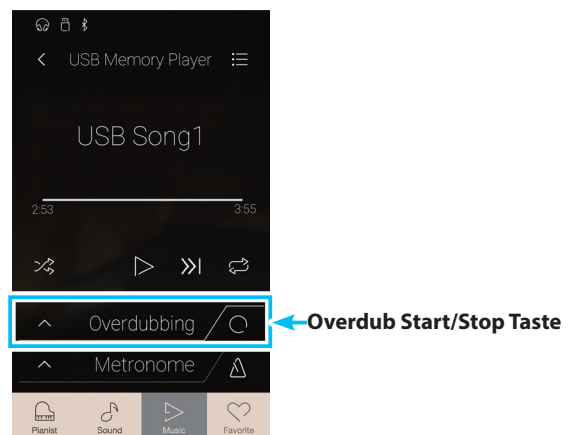 USB Memory Player
USB Song1
2:53 3:55
Overdubbing
Overdub Start/Stop Taste
Metronome
Pianist Sound Music Favorite